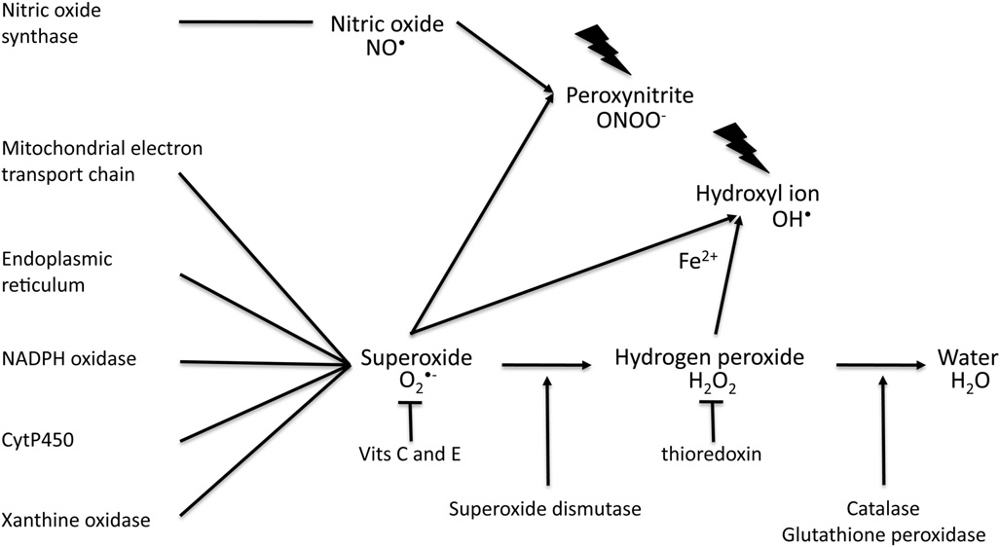 Nitric oxide
synthase
Nitric oxide
NO•
Peroxynitrite
ONOO⁻
Mitochondrial electron
transport chain
Hydroxyl ion
OH•
Endoplasmic
reticulum
Fe²⁺
NADPH oxidase
Superoxide
O₂•⁻
Hydrogen peroxide
H₂O₂
Water
H₂O
CytP450
Vits C and E
thioredoxin
Xanthine oxidase
Superoxide dismutase
Catalase
Glutathione peroxidase